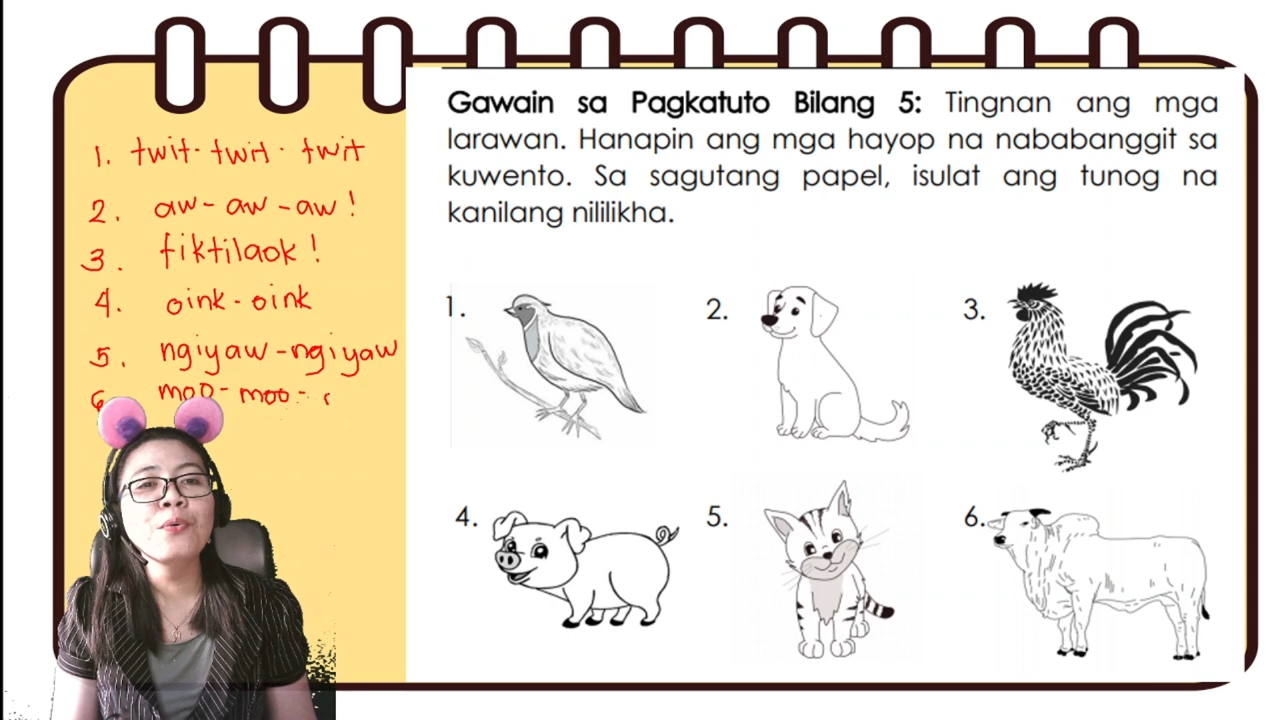 1. twit- twit - twit
2. aw - aw - aw !
3. fiktilaok !
4. oink - oink
5. ngiyaw - ngiyaw
6 moo - moo -
Gawain sa Pagkatuto Bilang 5: Tingnan ang mga
larawan. Hanapin ang mga hayop na nababanggit sa
kuwento. Sa sagutang papel, isulat ang tunog na
kanilang nililikha.
1.
2.
3.
4.
5.
6.